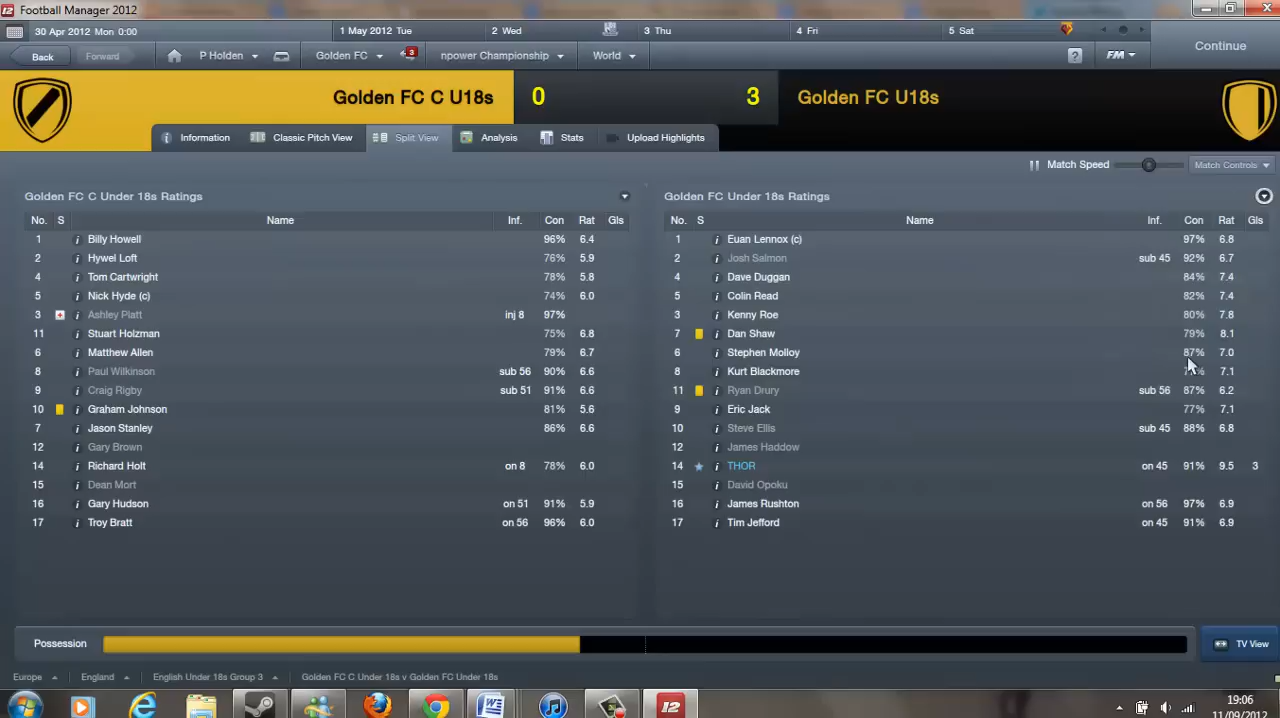 Football Manager 2012
30 Apr 2012 Mon 0:00 1 May 2012 Tue 2 Wed 3 Thu 4 Fri 5 Sat
Back Forward P Holden Golden FC 3 npower Championship World ? FM Continue
Golden FC C U18s 0 3 Golden FC U18s
Information Classic Pitch View Split View Analysis Stats Upload Highlights
Match Speed Match Controls
Golden FC C Under 18s Ratings
No. S Name Inf. Con Rat Gls
1 i Billy Howell 96% 6.4
2 i Hywel Loft 76% 5.9
4 i Tom Cartwright 78% 5.8
5 i Nick Hyde (c) 74% 6.0
3 i Ashley Platt inj 8 97%
11 i Stuart Holzman 75% 6.8
6 i Matthew Allen 79% 6.7
8 i Paul Wilkinson sub 56 90% 6.6
9 i Craig Rigby sub 51 91% 6.6
10 i Graham Johnson 81% 5.6
7 i Jason Stanley 86% 6.6
12 i Gary Brown
14 i Richard Holt on 8 78% 6.0
15 i Dean Mort
16 i Gary Hudson on 51 91% 5.9
17 i Troy Bratt on 56 96% 6.0
Golden FC Under 18s Ratings
No. S Name Inf. Con Rat Gls
1 i Euan Lennox (c) 97% 6.8
2 i Josh Salmon sub 45 92% 6.7
4 i Dave Duggan 84% 7.4
5 i Colin Read 82% 7.4
3 i Kenny Roe 80% 7.8
7 i Dan Shaw 79% 8.1
6 i Stephen Molloy 87% 7.0
8 i Kurt Blackmore 7.1
11 i Ryan Drury sub 56 87% 6.2
9 i Eric Jack 77% 7.1
10 i Steve Ellis sub 45 88% 6.8
12 i James Haddow
14 i THOR on 45 91% 9.5 3
15 i David Opoku
16 i James Rushton on 56 97% 6.9
17 i Tim Jefford on 45 91% 6.9
Possession TV View
Europe England English Under 18s Group 3 Golden FC C Under 18s v Golden FC Under 18s
19:06
11/09/2012